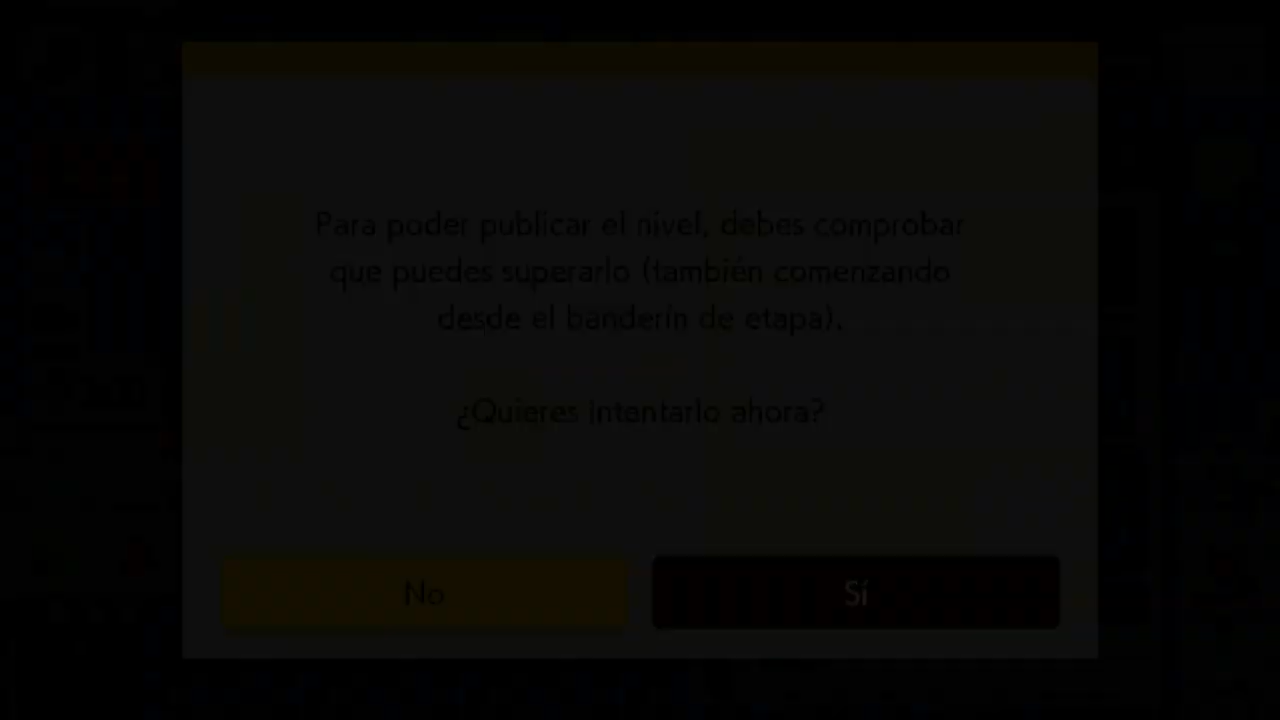 Para poder publicar el nivel, debes comprobar
que puedes superarlo (también comenzando
desde el banderín de etapa).
¿Quieres intentarlo ahora?
No
Sí